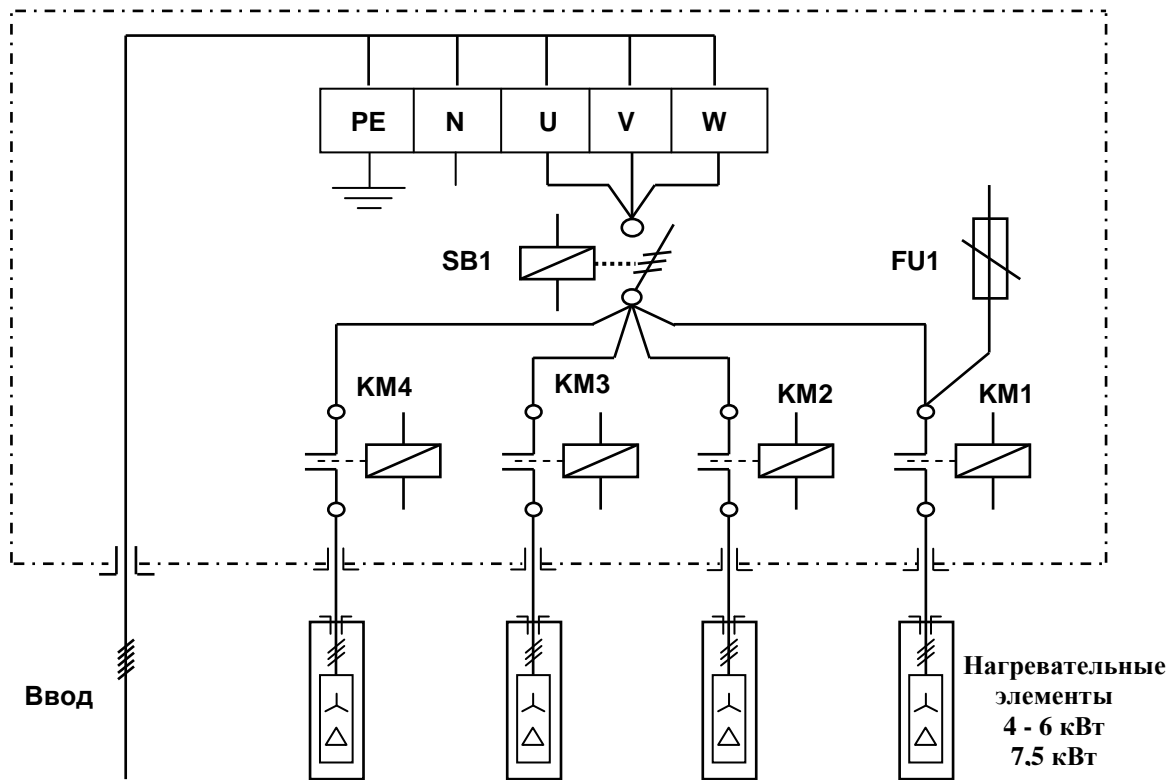 PE N U V W
SB1
FU1
KM4
KM3
KM2
KM1
Ввод
Нагревательные
элементы
4 - 6 кВт
7,5 кВт